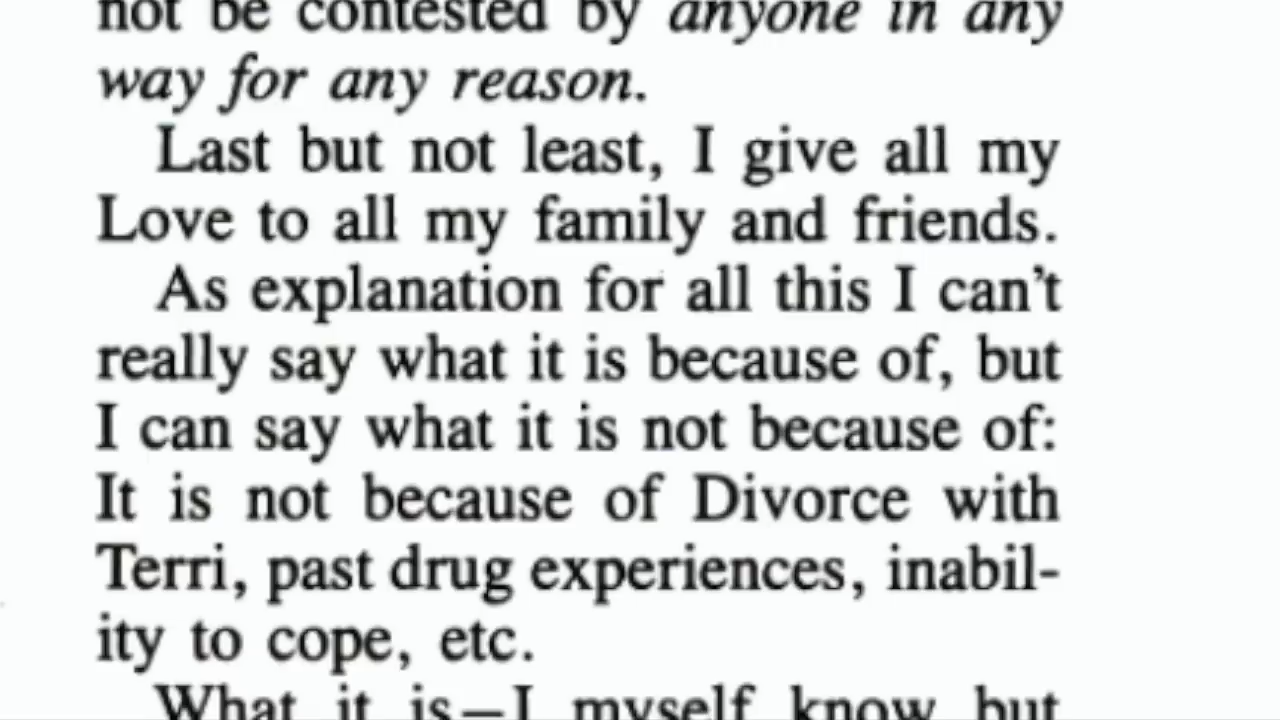 not be contested by anyone in any
way for any reason.
Last but not least, I give all my
Love to all my family and friends.
As explanation for all this I can't
really say what it is because of, but
I can say what it is not because of:
It is not because of Divorce with
Terri, past drug experiences, inabil-
ity to cope, etc.
What it is—I myself know but